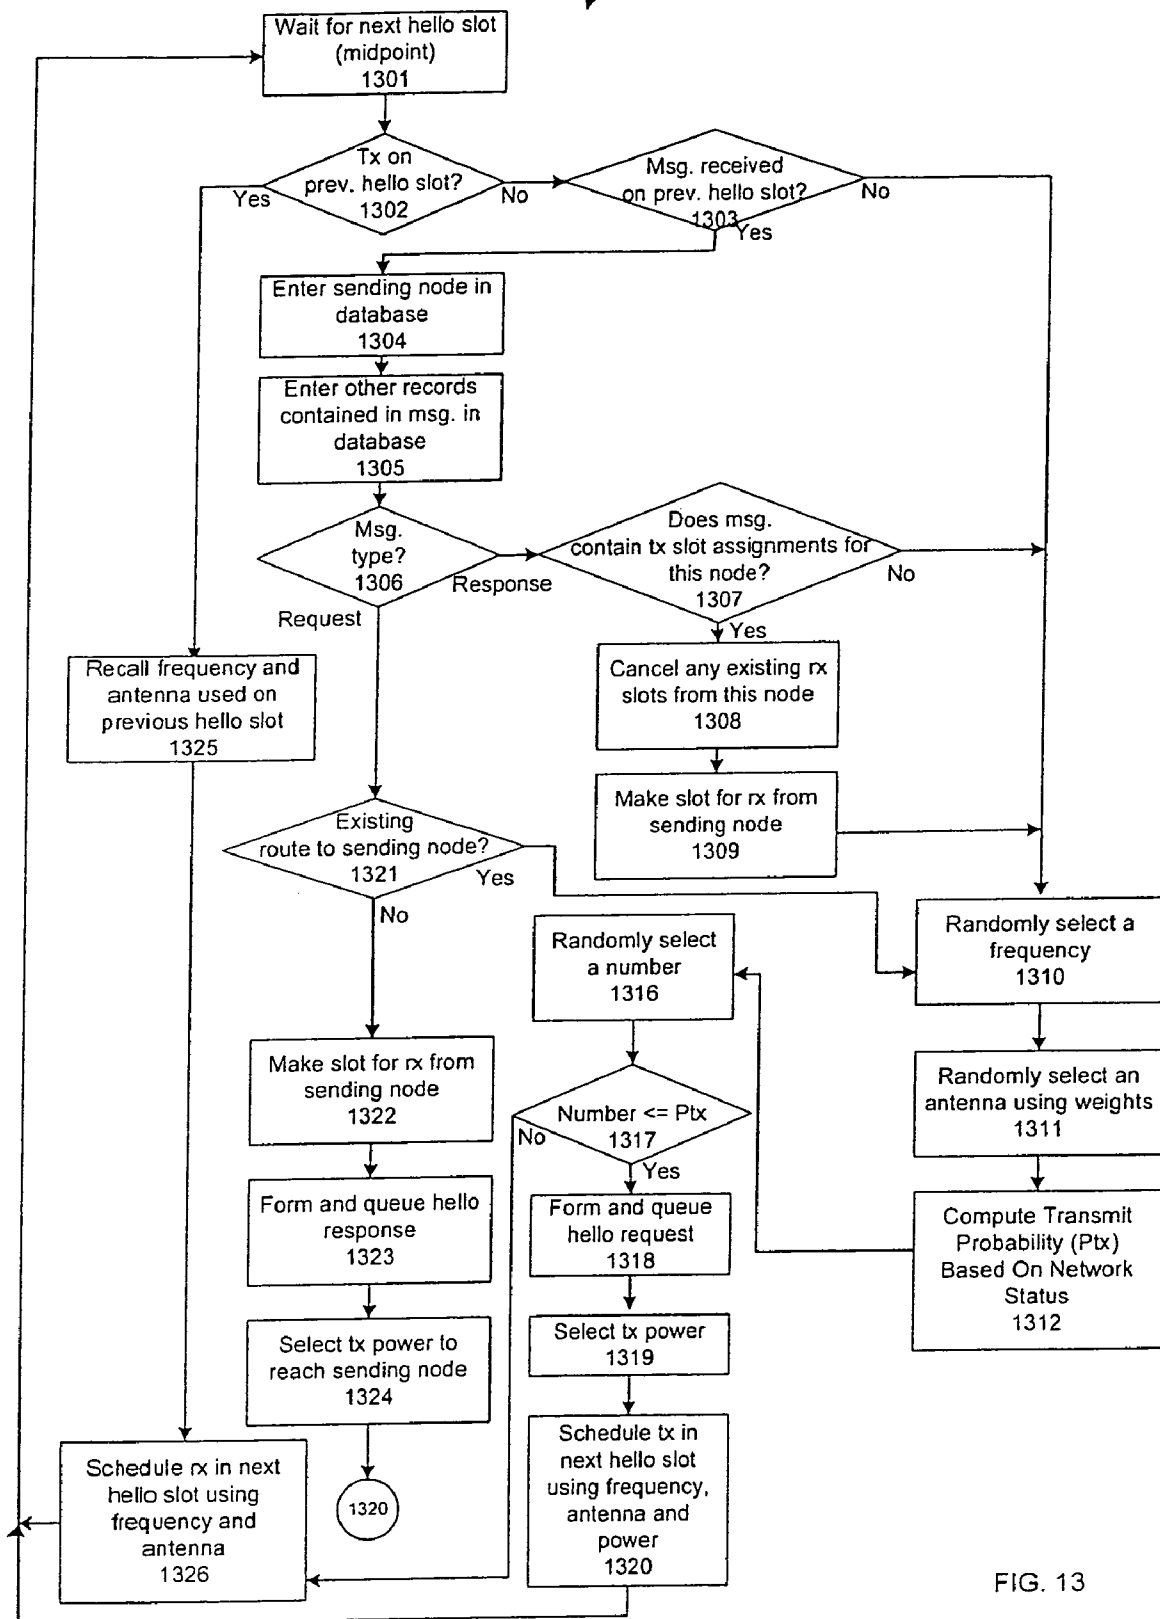 Wait for next hello slot
(midpoint)
1301
Tx on
prev. hello slot?
1302
Yes
No
Msg. received
on prev. hello slot?
1303
No
Yes
Enter sending node in
database
1304
Enter other records
contained in msg. in
database
1305
Msg.
type?
1306
Response
Request
Does msg.
contain tx slot assignments for
this node?
1307
No
Yes
Recall frequency and
antenna used on
previous hello slot
1325
Cancel any existing rx
slots from this node
1308
Make slot for rx from
sending node
1309
Existing
route to sending node?
1321
Yes
No
Randomly select
a number
1316
Randomly select a
frequency
1310
Make slot for rx from
sending node
1322
Number <= Ptx
1317
No
Yes
Randomly select an
antenna using weights
1311
Form and queue hello
response
1323
Form and queue
hello request
1318
Compute Transmit
Probability (Ptx)
Based On Network
Status
1312
Select tx power to
reach sending node
1324
Select tx power
1319
Schedule rx in next
hello slot using
frequency and
antenna
1326
1320
Schedule tx in
next hello slot
using frequency,
antenna and
power
1320
FIG. 13